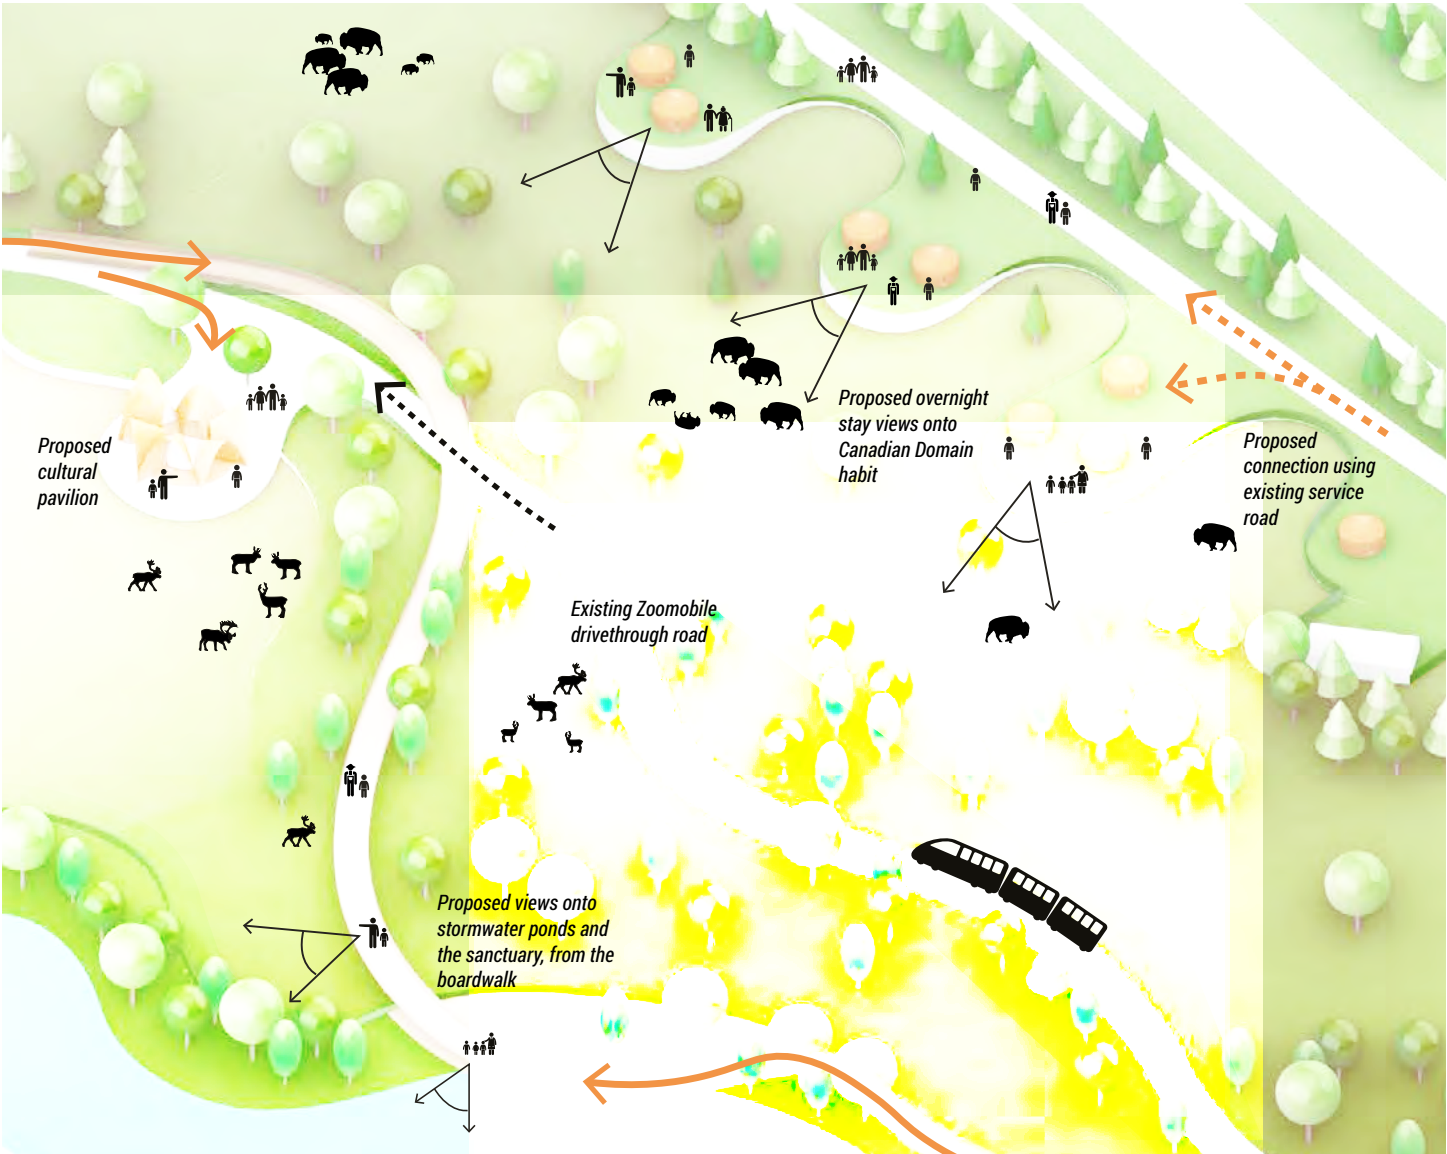 Proposed overnight
stay views onto
Canadian Domain
habit
Proposed
cultural
pavilion
Proposed
connection using
existing service
road
Existing Zoomobile
drivethrough road
Proposed views onto
stormwater ponds and
the sanctuary, from the
boardwalk